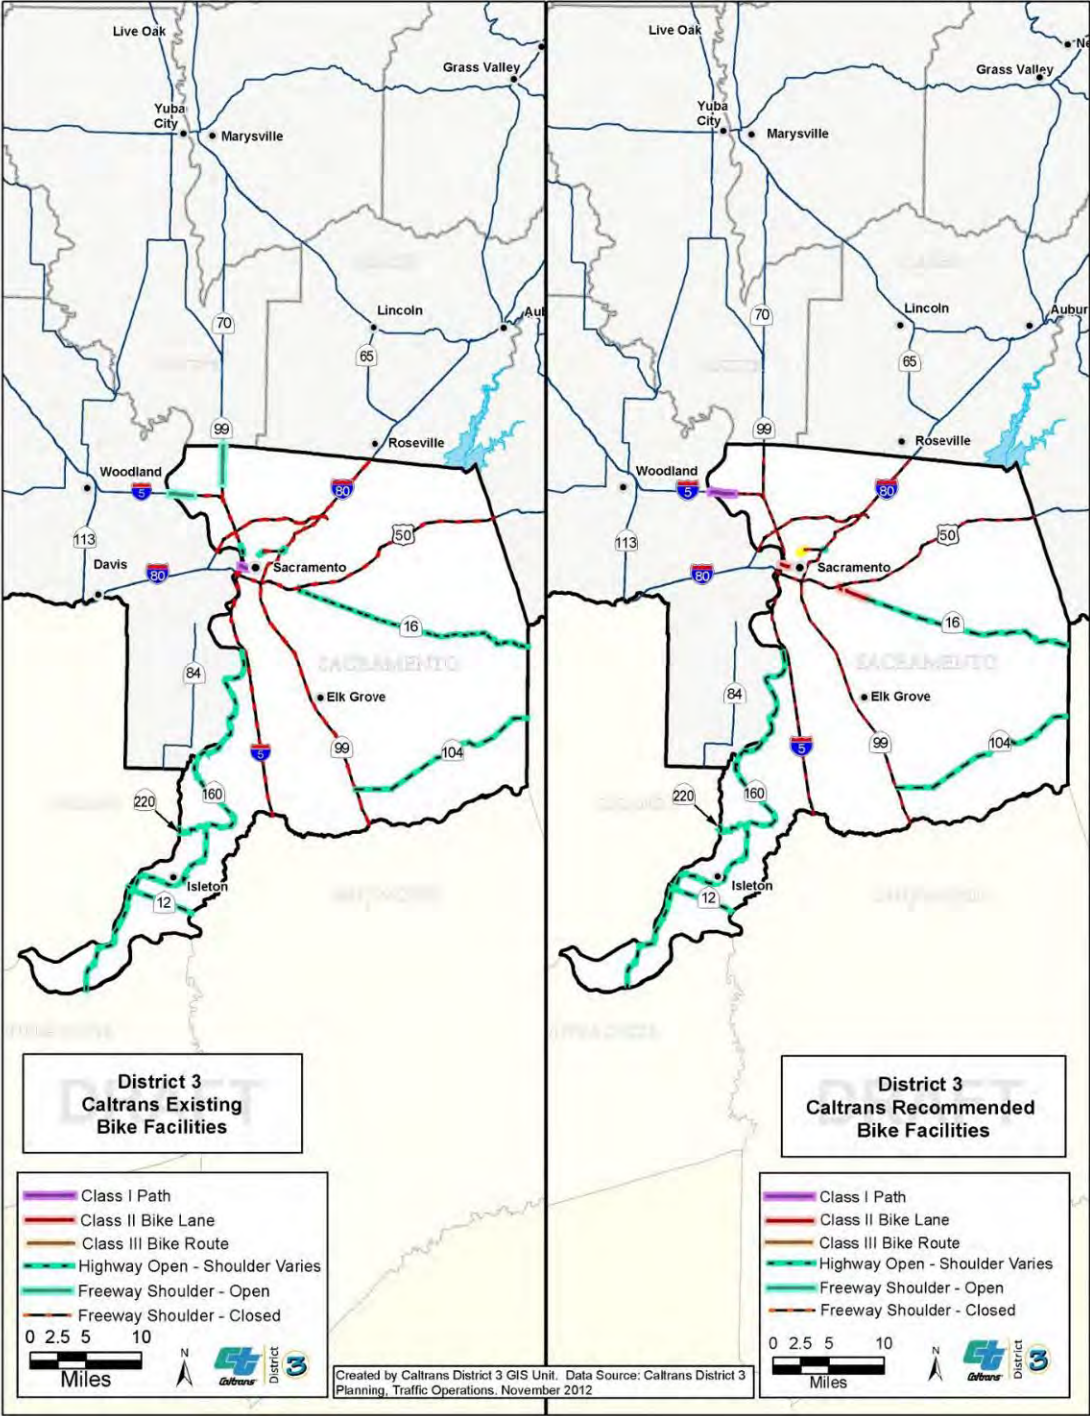 Live Oak
Grass Valley
Yuba
City
Marysville
70
Lincoln
65
99
Roseville
Woodland
5
80
113
50
Davis
80
Sacramento
16
SACRAMENTO
84
Elk Grove
5
99
104
220
160
Isleton
12
District 3
Caltrans Existing
Bike Facilities
Class I Path
Class II Bike Lane
Class III Bike Route
Highway Open - Shoulder Varies
Freeway Shoulder - Open
Freeway Shoulder - Closed
0 2.5 5 10
Miles
N
Caltrans
District
3
Live Oak
Grass Valley
Yuba
City
Marysville
70
Lincoln
Aubur
65
99
Roseville
Woodland
5
80
113
50
80
Sacramento
16
SACRAMENTO
84
Elk Grove
5
99
104
220
160
Isleton
12
DRAFT
District 3
Caltrans Recommended
Bike Facilities
Class I Path
Class II Bike Lane
Class III Bike Route
Highway Open - Shoulder Varies
Freeway Shoulder - Open
Freeway Shoulder - Closed
0 2.5 5 10
Miles
N
Caltrans
District
3
Created by Caltrans District 3 GIS Unit. Data Source: Caltrans District 3
Planning, Traffic Operations. November 2012